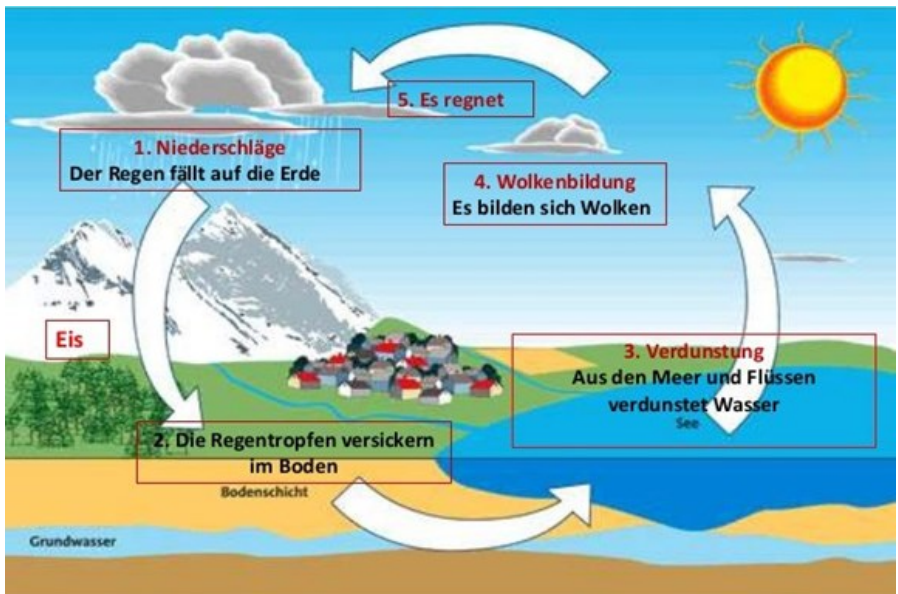 5. Es regnet
1. Niederschläge
Der Regen fällt auf die Erde
4. Wolkenbildung
Es bilden sich Wolken
Eis
3. Verdunstung
Aus den Meer und Flüssen
verdunstet Wasser
See
2. Die Regentropfen versickern
im Boden
Bodenschicht
Grundwasser